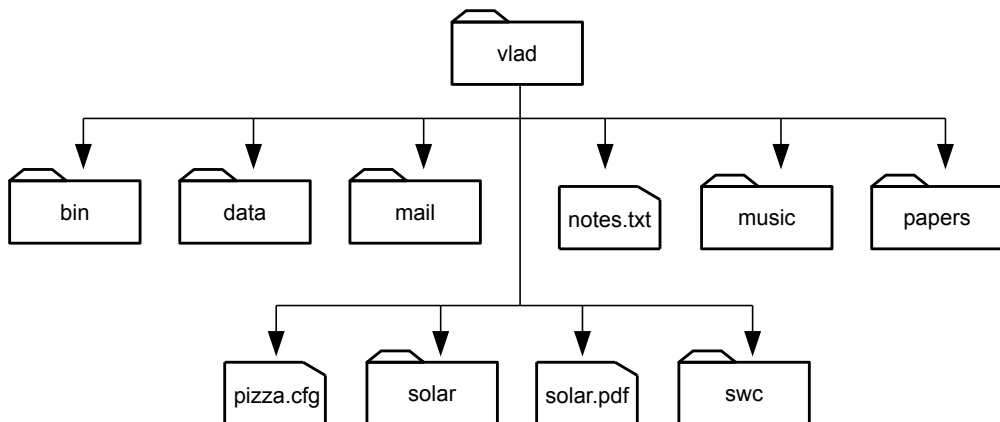 vlad
bin data mail notes.txt music papers
pizza.cfg solar solar.pdf swc